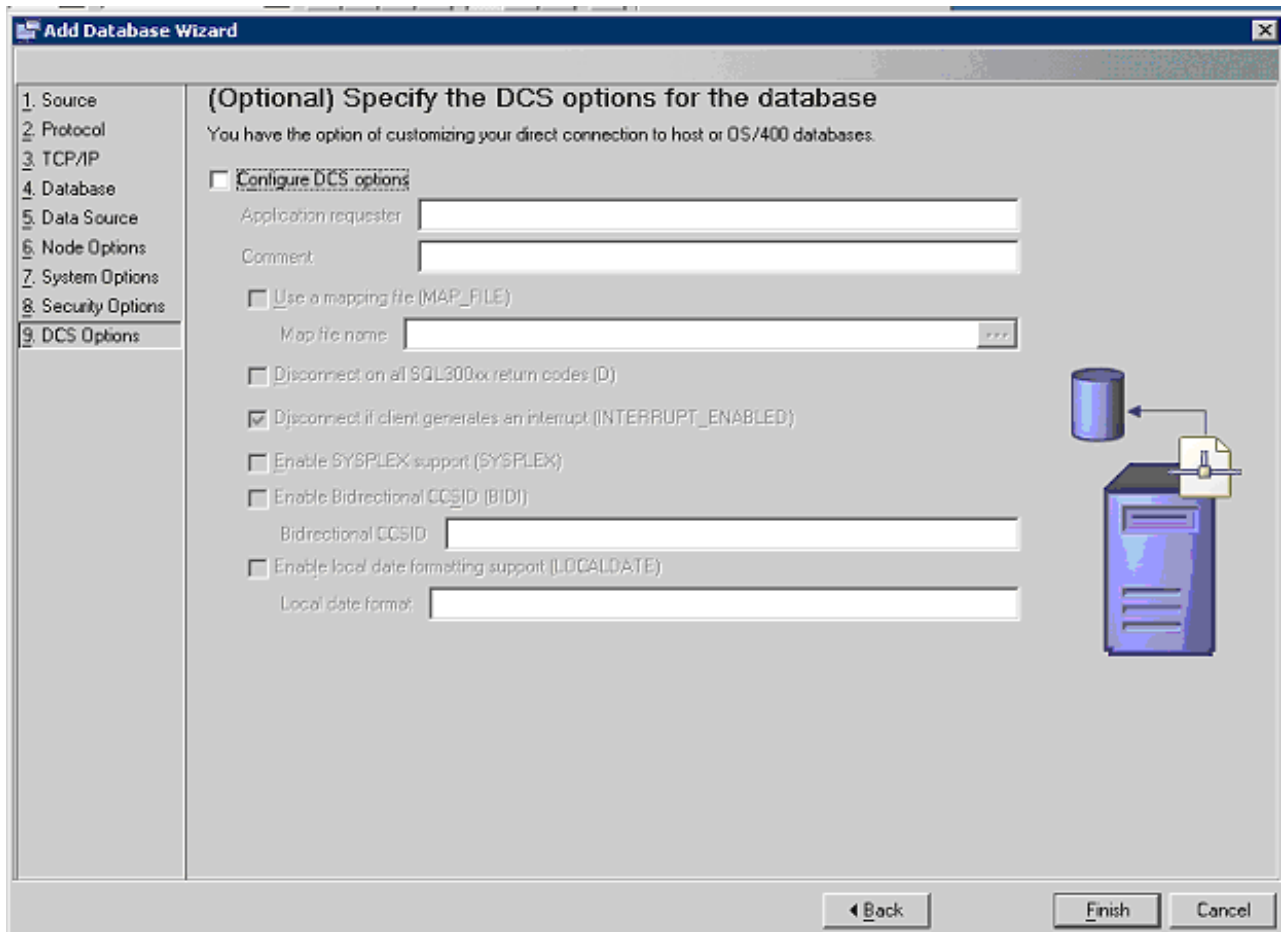 Add Database Wizard
1. Source
2. Protocol
3. TCP/IP
4. Database
5. Data Source
6. Node Options
7. System Options
8. Security Options
9. DCS Options
(Optional) Specify the DCS options for the database
You have the option of customizing your direct connection to host or OS/400 databases.
Configure DCS options
Application requester
Comment
Use a mapping file (MAP_FILE)
Map file name
...
Disconnect on all SQL300xx return codes (D)
Disconnect if client generates an interrupt (INTERRUPT_ENABLED)
Enable SYSPLEX support (SYSPLEX)
Enable Bidirectional CCSID (BIDI)
Bidirectional CCSID
Enable local date formatting support (LOCALDATE)
Local date format
Back Finish Cancel